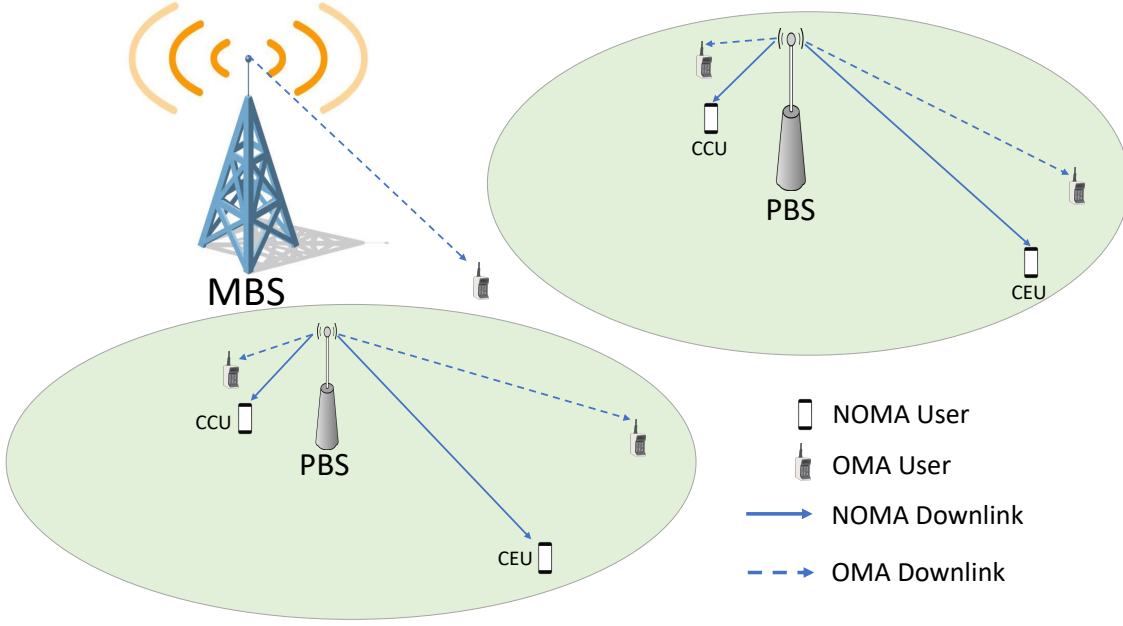 CCU
PBS
CEU
MBS
CCU
PBS
CEU
NOMA User
OMA User
NOMA Downlink
OMA Downlink